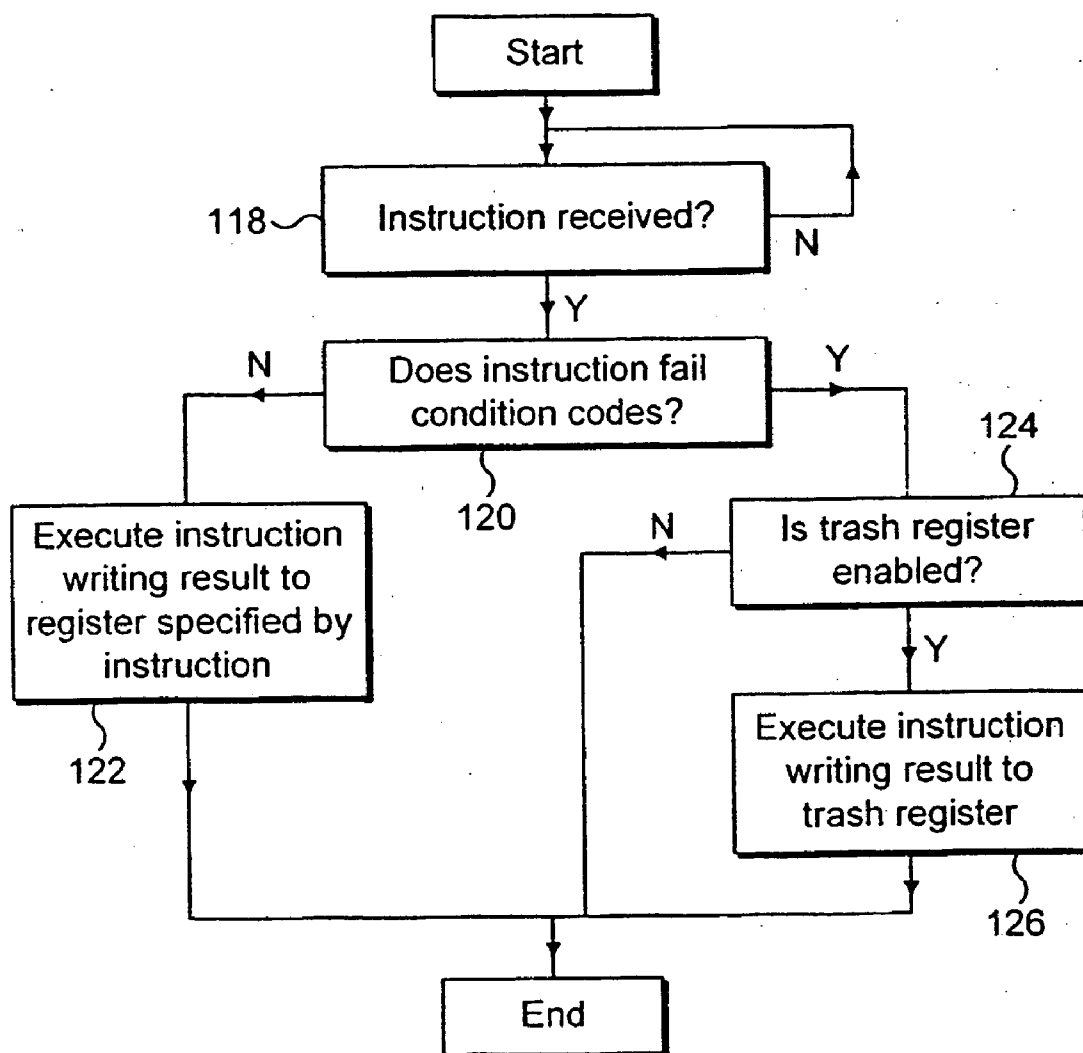 Start
118
Instruction received?
N
Y
N
Does instruction fail
condition codes?
Y
120
124
Execute instruction
writing result to
register specified by
instruction
122
N
Is trash register
enabled?
Y
Execute instruction
writing result to
trash register
126
End